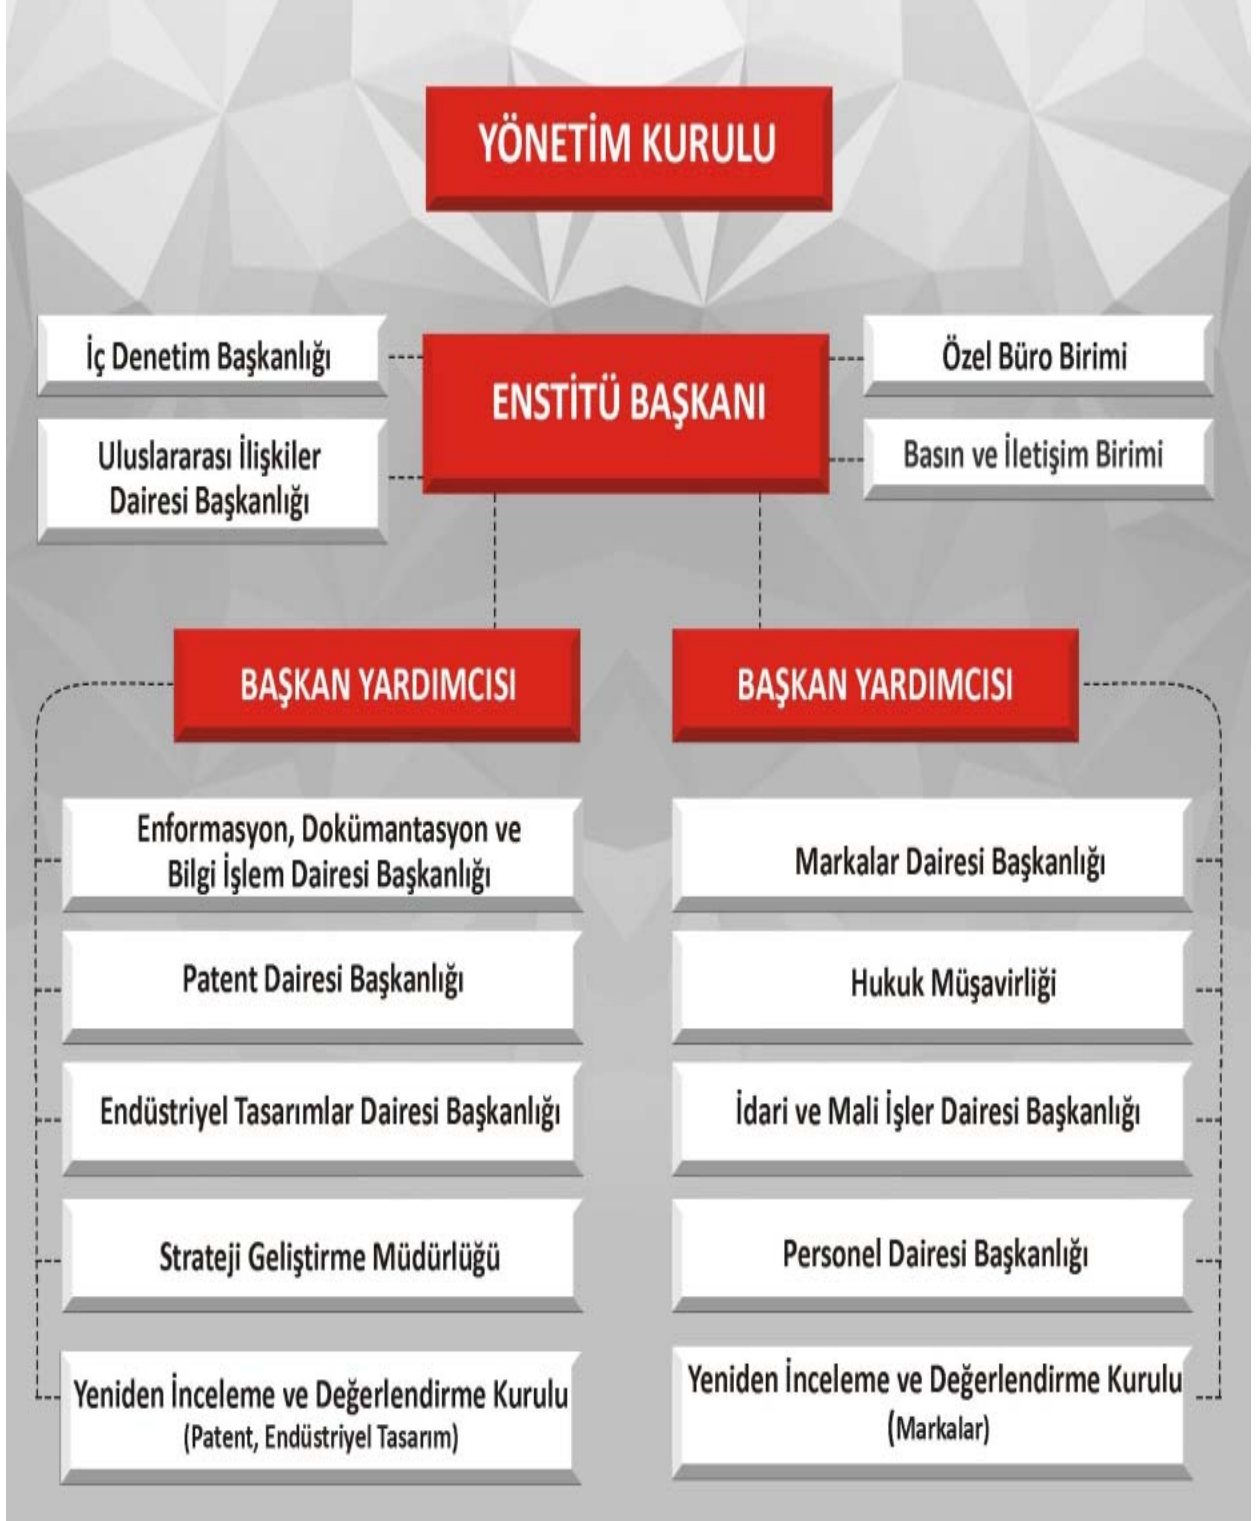 YÖNETİM KURULU
İç Denetim Başkanlığı
Uluslararası İlişkiler
Dairesi Başkanlığı
ENSTİTÜ BAŞKANI
Özel Büro Birimi
Basın ve İletişim Birimi
BAŞKAN YARDIMCISI
Enformasyon, Dokümantasyon ve
Bilgi İşlem Dairesi Başkanlığı
Patent Dairesi Başkanlığı
Endüstriyel Tasarımlar Dairesi Başkanlığı
Strateji Geliştirme Müdürlüğü
Yeniden İnceleme ve Değerlendirme Kurulu
(Patent, Endüstriyel Tasarım)
BAŞKAN YARDIMCISI
Markalar Dairesi Başkanlığı
Hukuk Müşavirliği
İdari ve Mali İşler Dairesi Başkanlığı
Personel Dairesi Başkanlığı
Yeniden İnceleme ve Değerlendirme Kurulu
(Markalar)